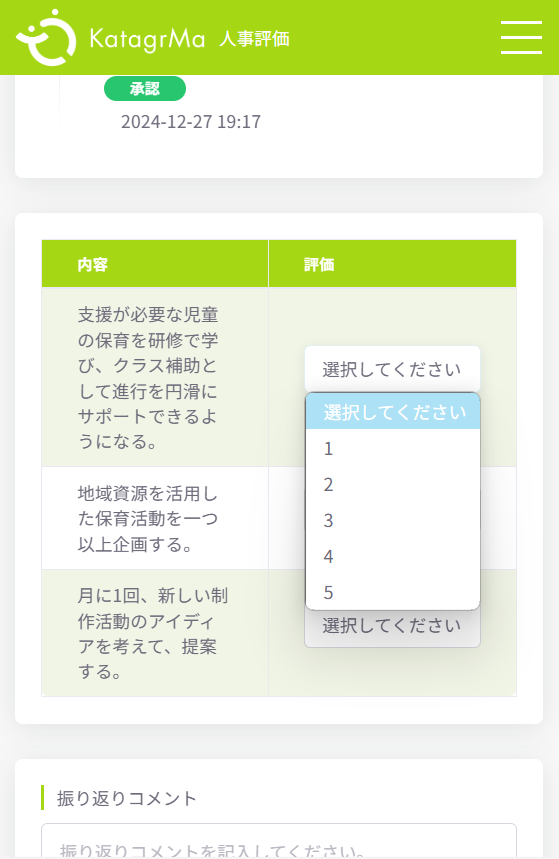 KatagrMa 人事評価
承認
2024-12-27 19:17
内容
評価
支援が必要な児童
の保育を研修で学
び、クラス補助と
して進行を円滑に
サポートできるよ
うになる。
選択してください
選択してください
1
2
3
4
5
地域資源を活用し
た保育活動を一つ
以上企画する。
月に1回、新しい制
作活動のアイディ
アを考えて、提案
する。
選択してください
振り返りコメント
振り返りコメントを記入してください。